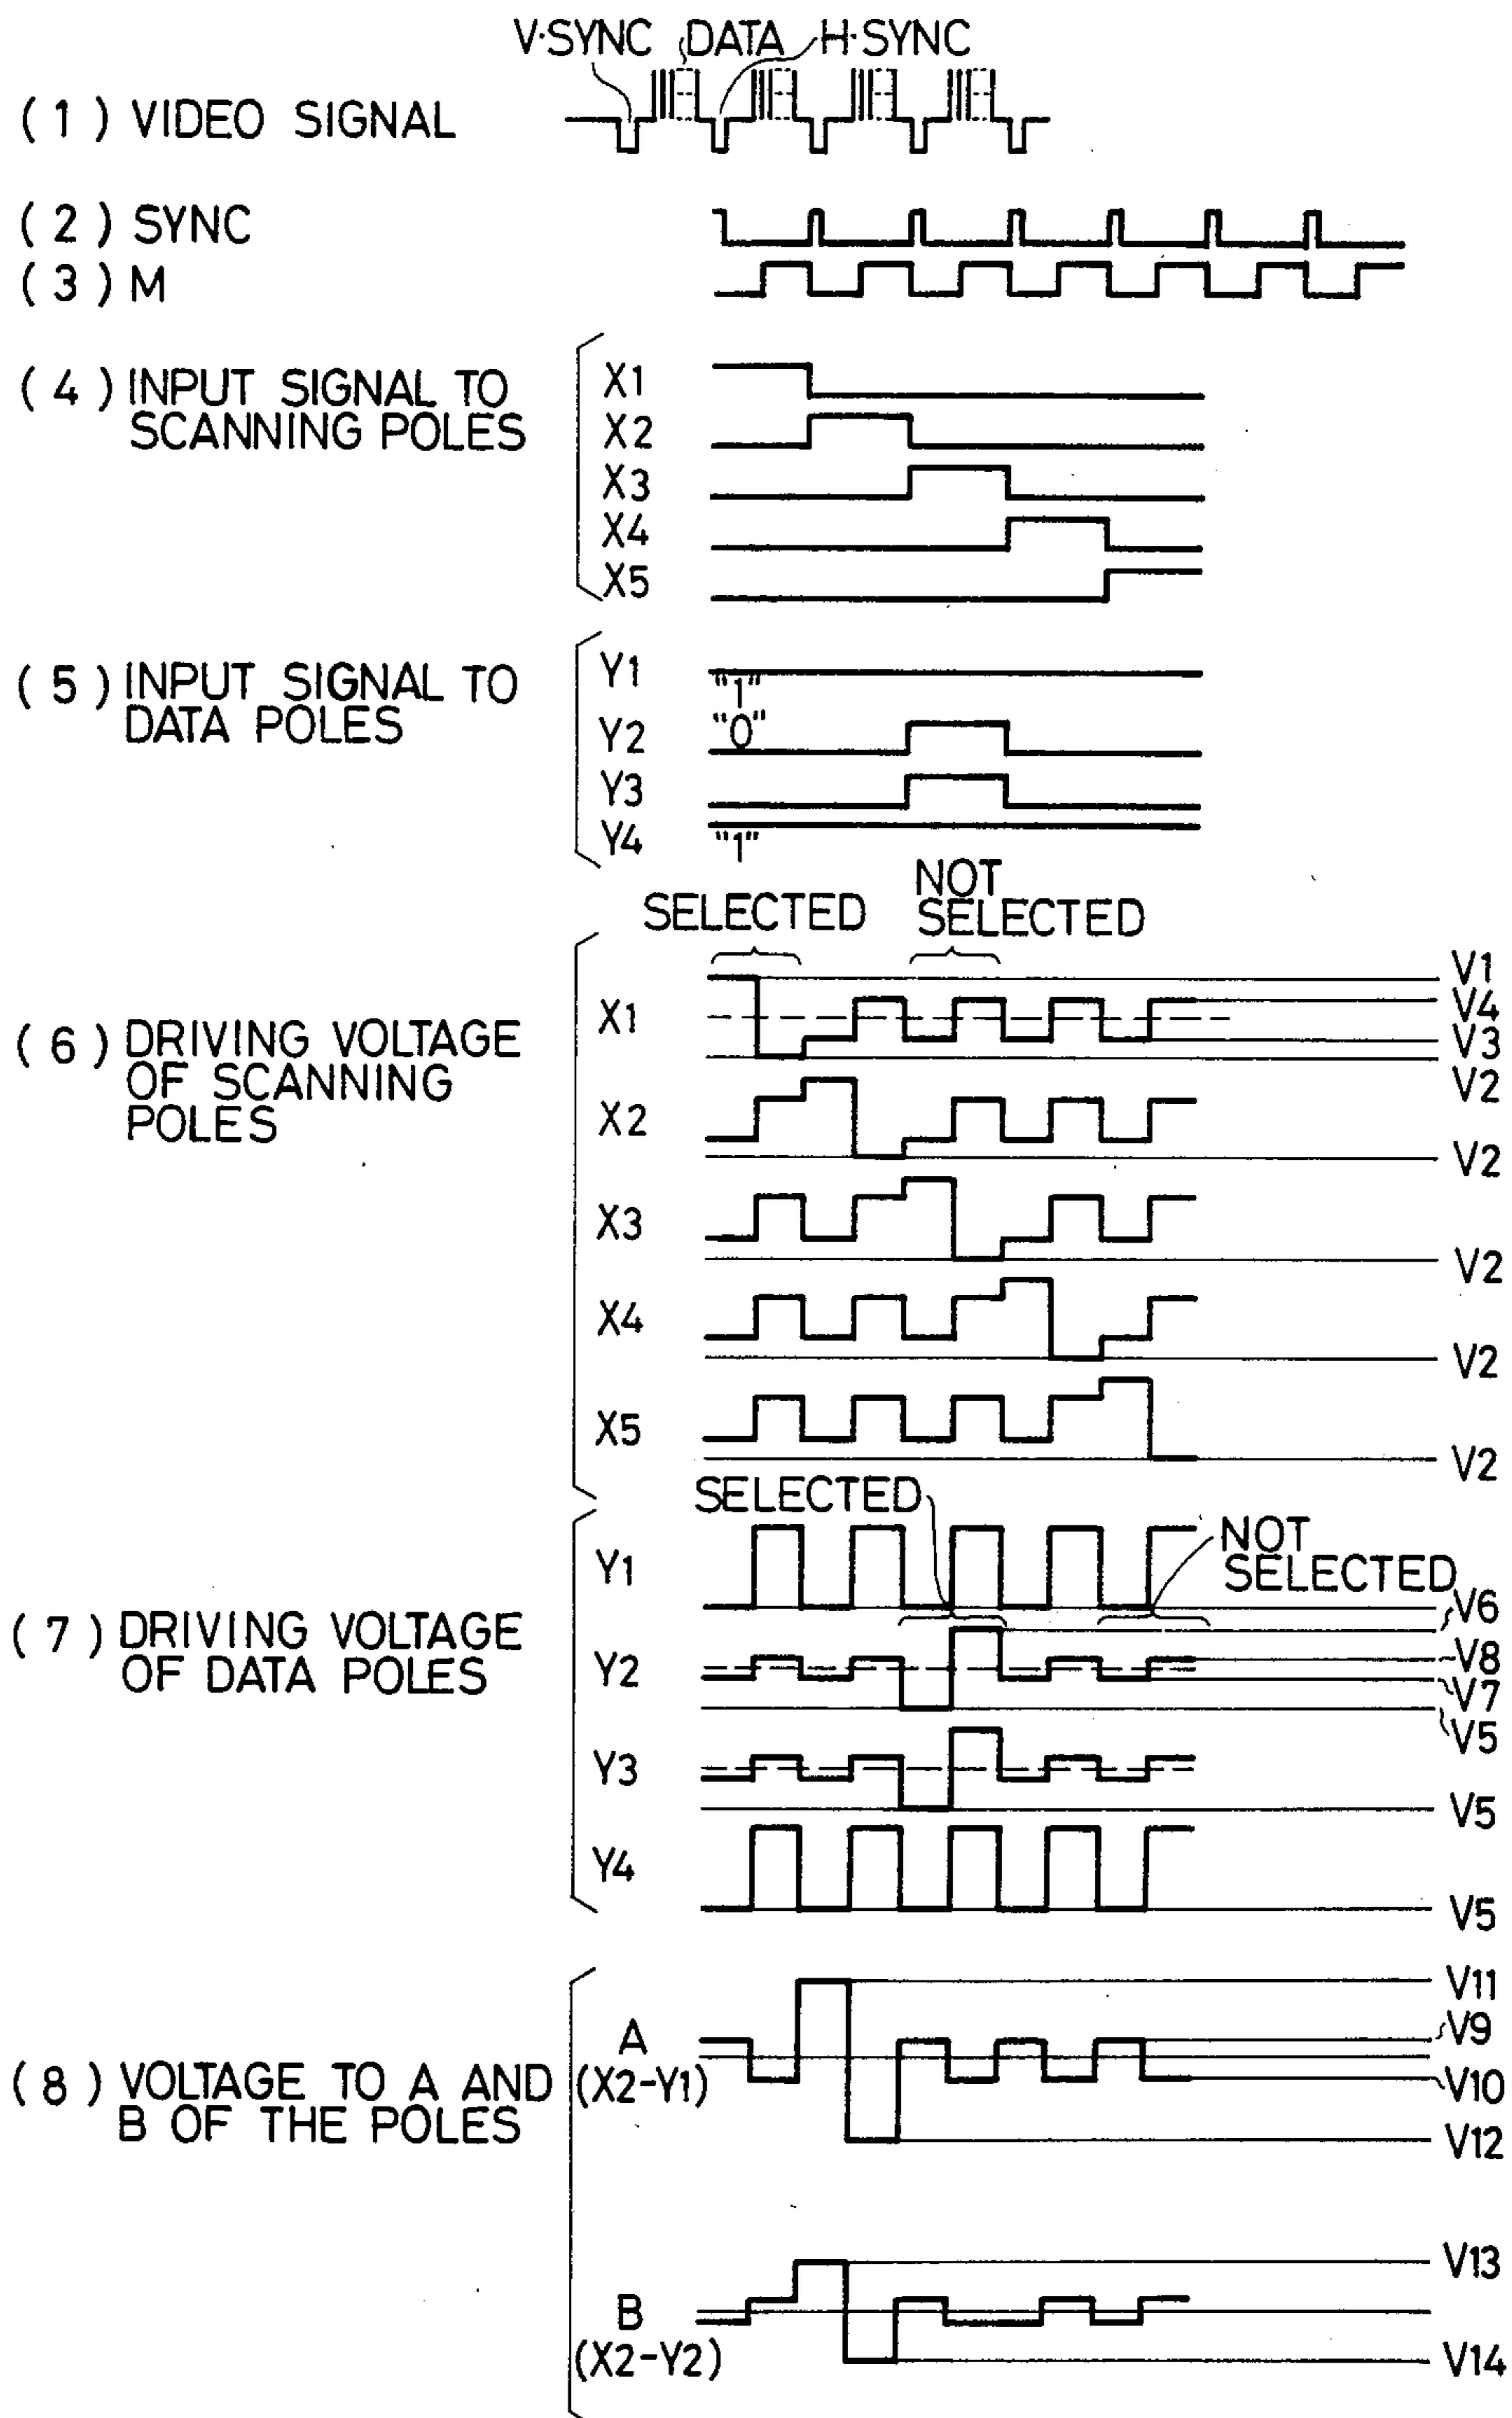 V·SYNC DATA H·SYNC
(1) VIDEO SIGNAL
(2) SYNC
(3) M
(4) INPUT SIGNAL TO
SCANNING POLES
X1
X2
X3
X4
X5
(5) INPUT SIGNAL TO
DATA POLES
Y1
"1"
Y2 "0"
Y3
Y4
"1"
SELECTED
NOT
SELECTED
(6) DRIVING VOLTAGE
OF SCANNING
POLES
X1
V1
V4
V3
V2
X2
V2
X3
V2
X4
V2
X5
V2
(7) DRIVING VOLTAGE
OF DATA POLES
SELECTED
NOT
SELECTED
Y1
V6
Y2
V8
V7
V5
Y3
V5
Y4
V5
(8) VOLTAGE TO A AND
B OF THE POLES
A
(X2-Y1)
V11
V9
V10
V12
B
(X2-Y2)
V13
V14